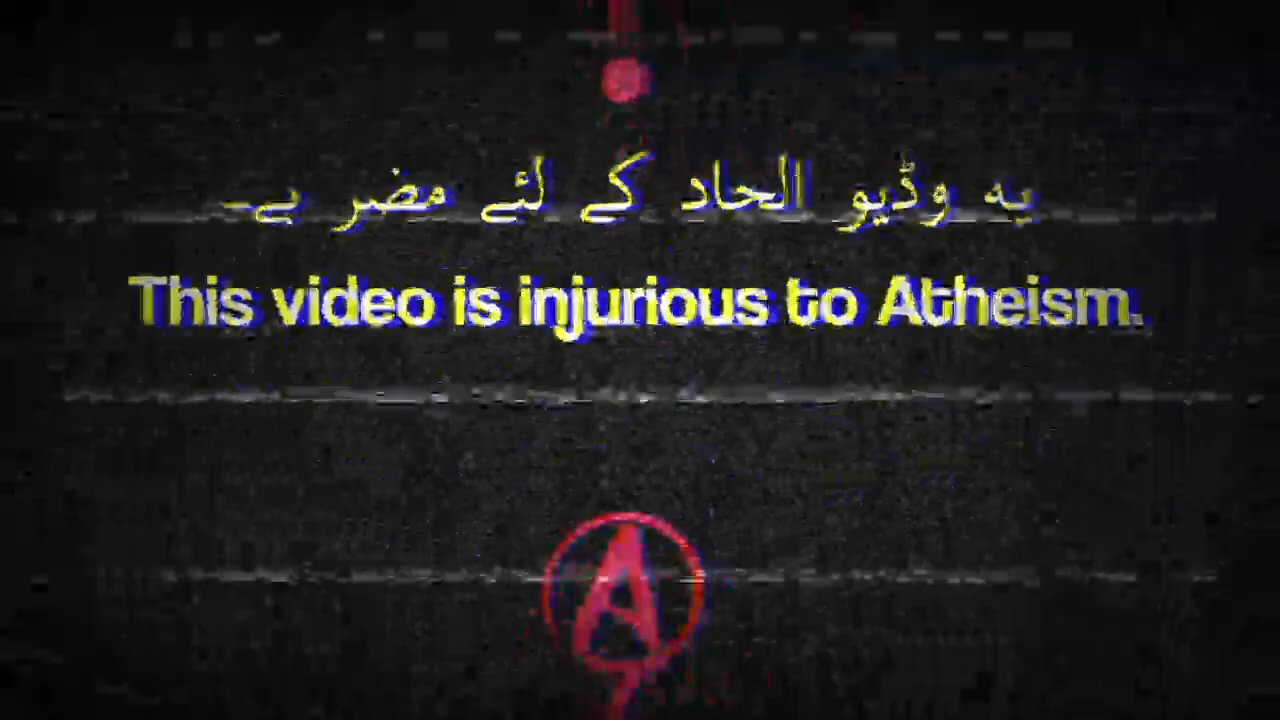 یہ وڈیو الحاد کے لئے مضر ہے۔
This video is injurious to Atheism.